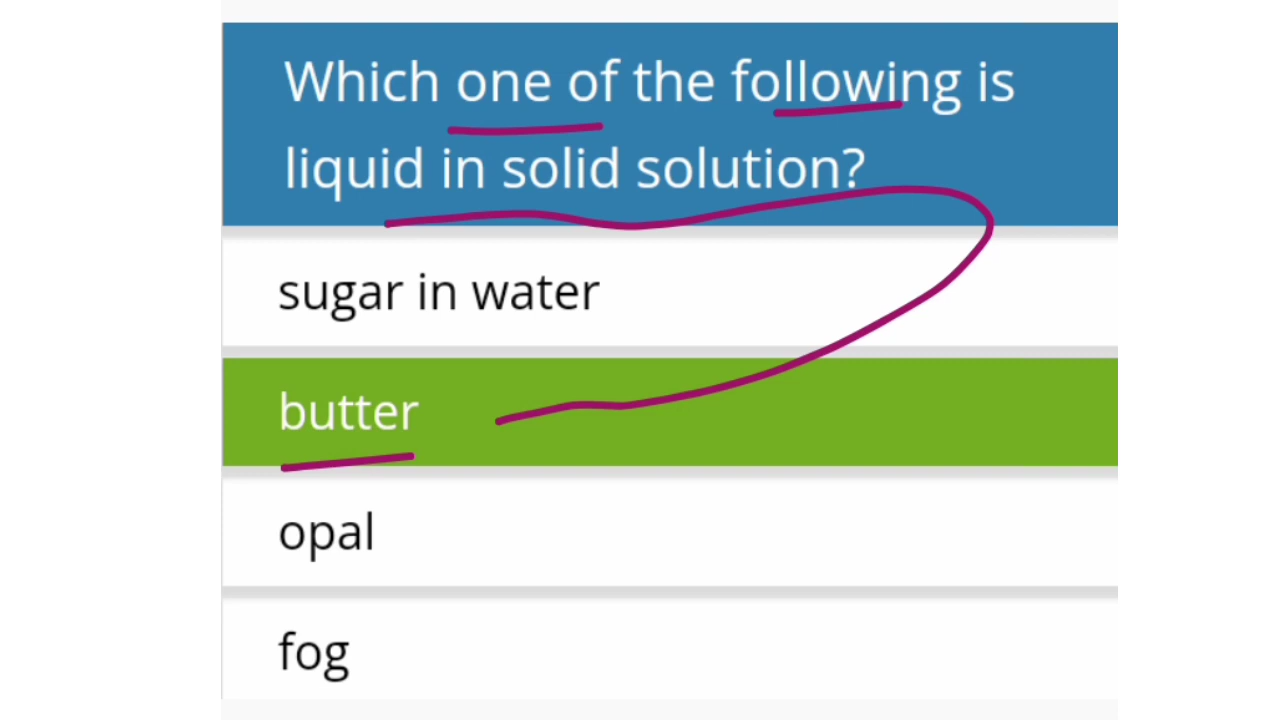 Which one of the following is
liquid in solid solution?
sugar in water
butter
opal
fog